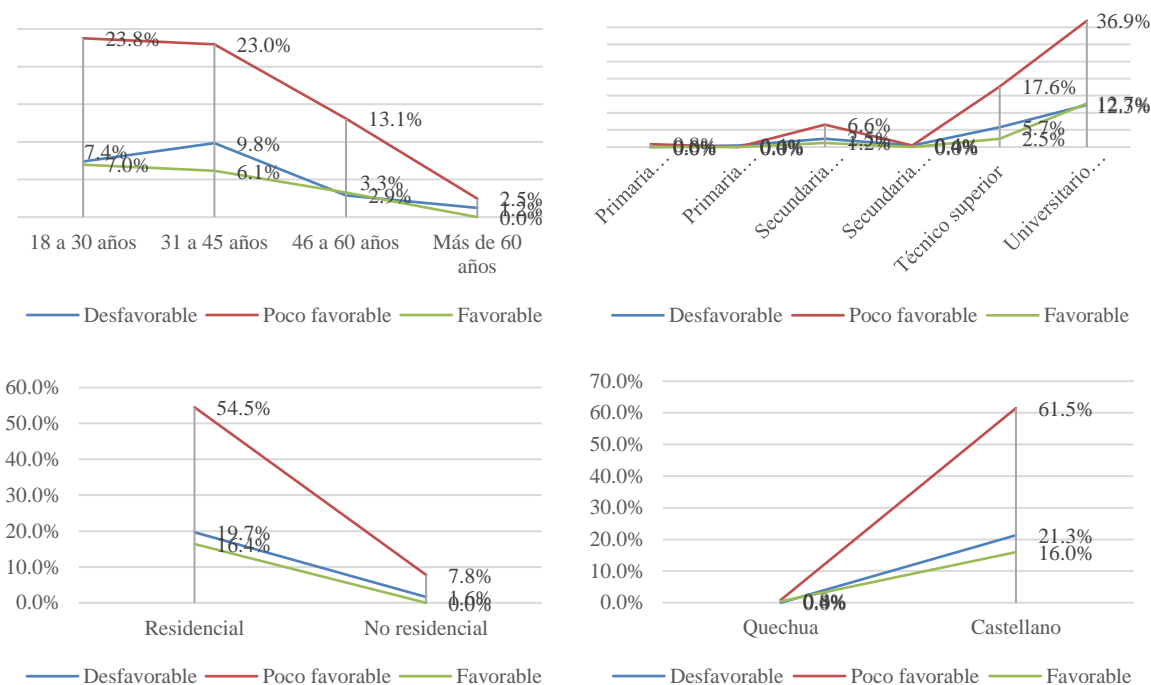 23.8%
23.0%
13.1%
7.4%
9.8%
7.0%
6.1%
3.3%
2.9%
2.5%
0.0%
18 a 30 años
31 a 45 años
46 a 60 años
Más de 60
años
Desfavorable
Poco favorable
Favorable
36.9%
17.6%
12.3%
6.6%
5.7%
2.5%
1.2%
0.0%
Primaria…
Primaria…
Secundaria…
Secundaria…
Técnico superior
Universitario…
Desfavorable
Poco favorable
Favorable
60.0%
50.0%
40.0%
30.0%
20.0%
10.0%
0.0%
54.5%
19.7%
16.4%
7.8%
1.6%
0.0%
Residencial
No residencial
Desfavorable
Poco favorable
Favorable
70.0%
60.0%
50.0%
40.0%
30.0%
20.0%
10.0%
0.0%
61.5%
21.3%
16.0%
Quechua
Castellano
Desfavorable
Poco favorable
Favorable